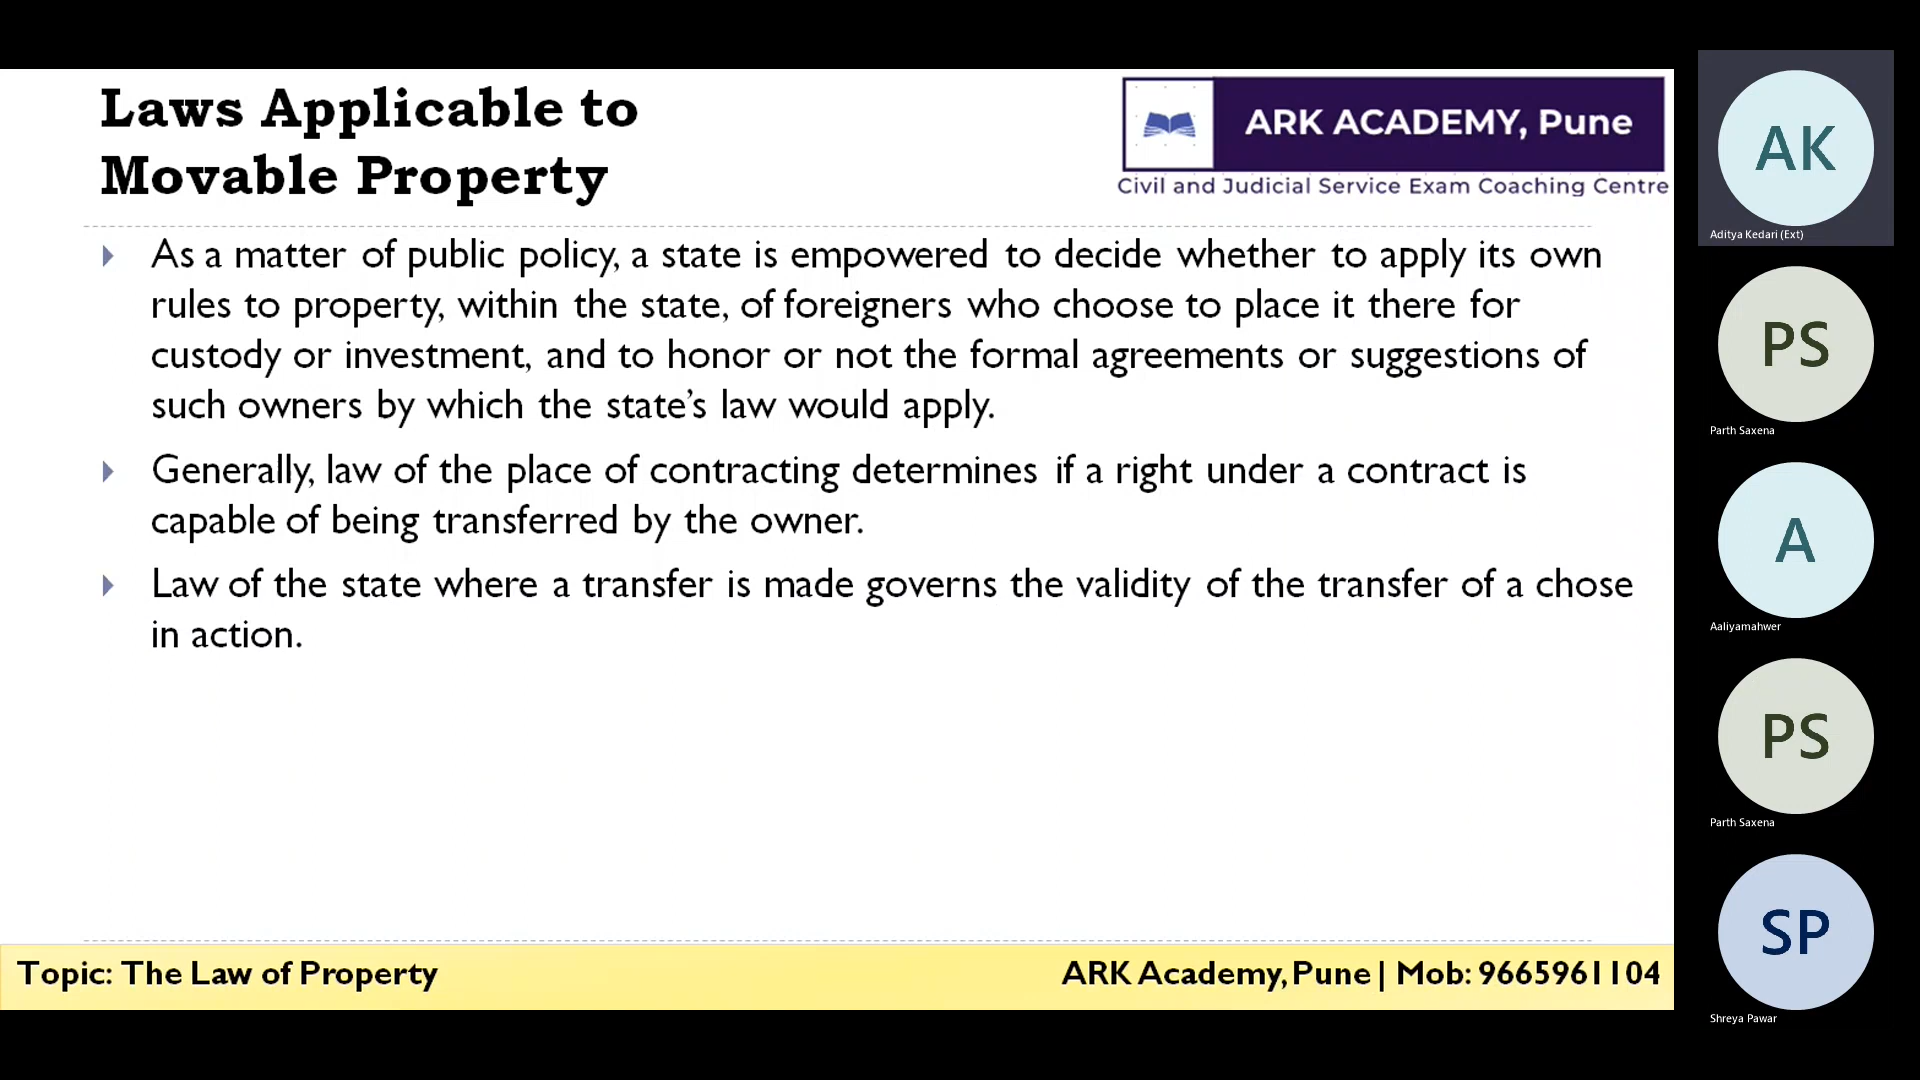 Laws Applicable to
Movable Property
ARK ACADEMY, Pune
Civil and Judicial Service Exam Coaching Centre
As a matter of public policy, a state is empowered to decide whether to apply its own
rules to property, within the state, of foreigners who choose to place it there for
custody or investment, and to honor or not the formal agreements or suggestions of
such owners by which the state’s law would apply.
Generally, law of the place of contracting determines if a right under a contract is
capable of being transferred by the owner.
Law of the state where a transfer is made governs the validity of the transfer of a chose
in action.
Topic: The Law of Property
ARK Academy, Pune | Mob: 9665961104
AK
Aditya Kedari (Ext)
PS
Parth Saxena
A
Aaliyamahwer
PS
Parth Saxena
SP
Shreya Pawar